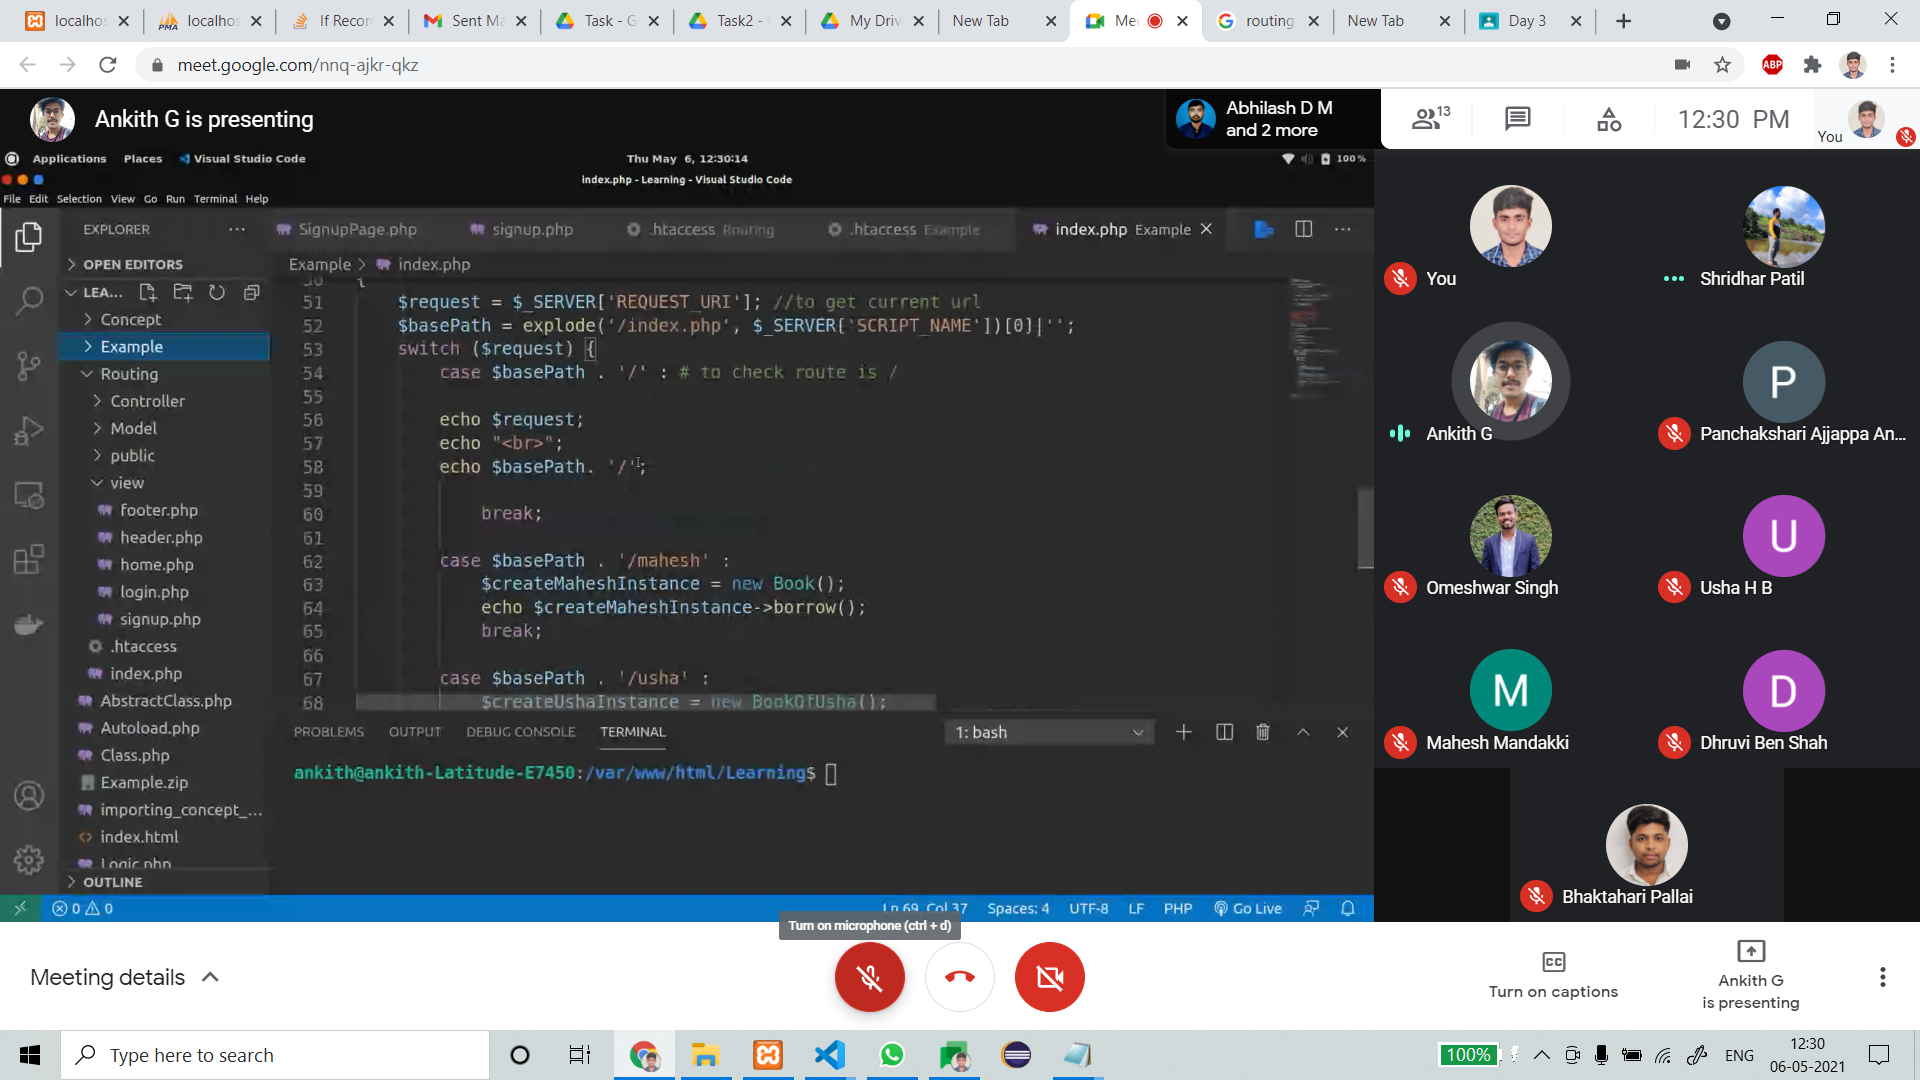 localhos
localhos
If Recor
Sent Ma
Task - G
Task2 -
My Driv
New Tab
Mee
routing
New Tab
Day 3
meet.google.com/nnq-ajkr-qkz
ABP
Ankith G is presenting
Abhilash D M
and 2 more
13
12:30 PM
You
Applications Places Visual Studio Code
Thu May 6, 12:30:14
100%
index.php - Learning - Visual Studio Code
File Edit Selection View Go Run Terminal Help
EXPLORER
SignupPage.php
signup.php
.htaccess Routing
.htaccess Example
index.php Example
OPEN EDITORS
Example > index.php
LEA...
Concept
Example
Routing
Controller
Model
public
view
footer.php
header.php
home.php
login.php
signup.php
.htaccess
index.php
AbstractClass.php
Autoload.php
Class.php
Example.zip
importing_concept_...
index.html
Logic.php
OUTLINE
50 {
51 $request = $_SERVER['REQUEST_URI']; //to get current url
52 $basePath = explode('/index.php', $_SERVER['SCRIPT_NAME'])[0]|'';
53 switch ($request) {
54 case $basePath . '/' : # to check route is /
55
56 echo $request;
57 echo "<br>";
58 echo $basePath. '/';
59
60 break;
61
62 case $basePath . '/mahesh' :
63 $createMaheshInstance = new Book();
64 echo $createMaheshInstance->borrow();
65 break;
66
67 case $basePath . '/usha' :
68 $createUshaInstance = new BookOfUsha();
PROBLEMS OUTPUT DEBUG CONSOLE TERMINAL
1: bash
ankith@ankith-Latitude-E7450:/var/www/html/Learning$
0 0
Ln 69, Col 37 Spaces: 4 UTF-8 LF PHP Go Live
You
Shridhar Patil
Ankith G
P
Panchakshari Ajjappa An...
Omeshwar Singh
U
Usha H B
M
Mahesh Mandakki
D
Dhruvi Ben Shah
Bhaktahari Pallai
Turn on microphone (ctrl + d)
Meeting details
CC
Turn on captions
Ankith G
is presenting
Type here to search
100%
ENG
12:30
06-05-2021